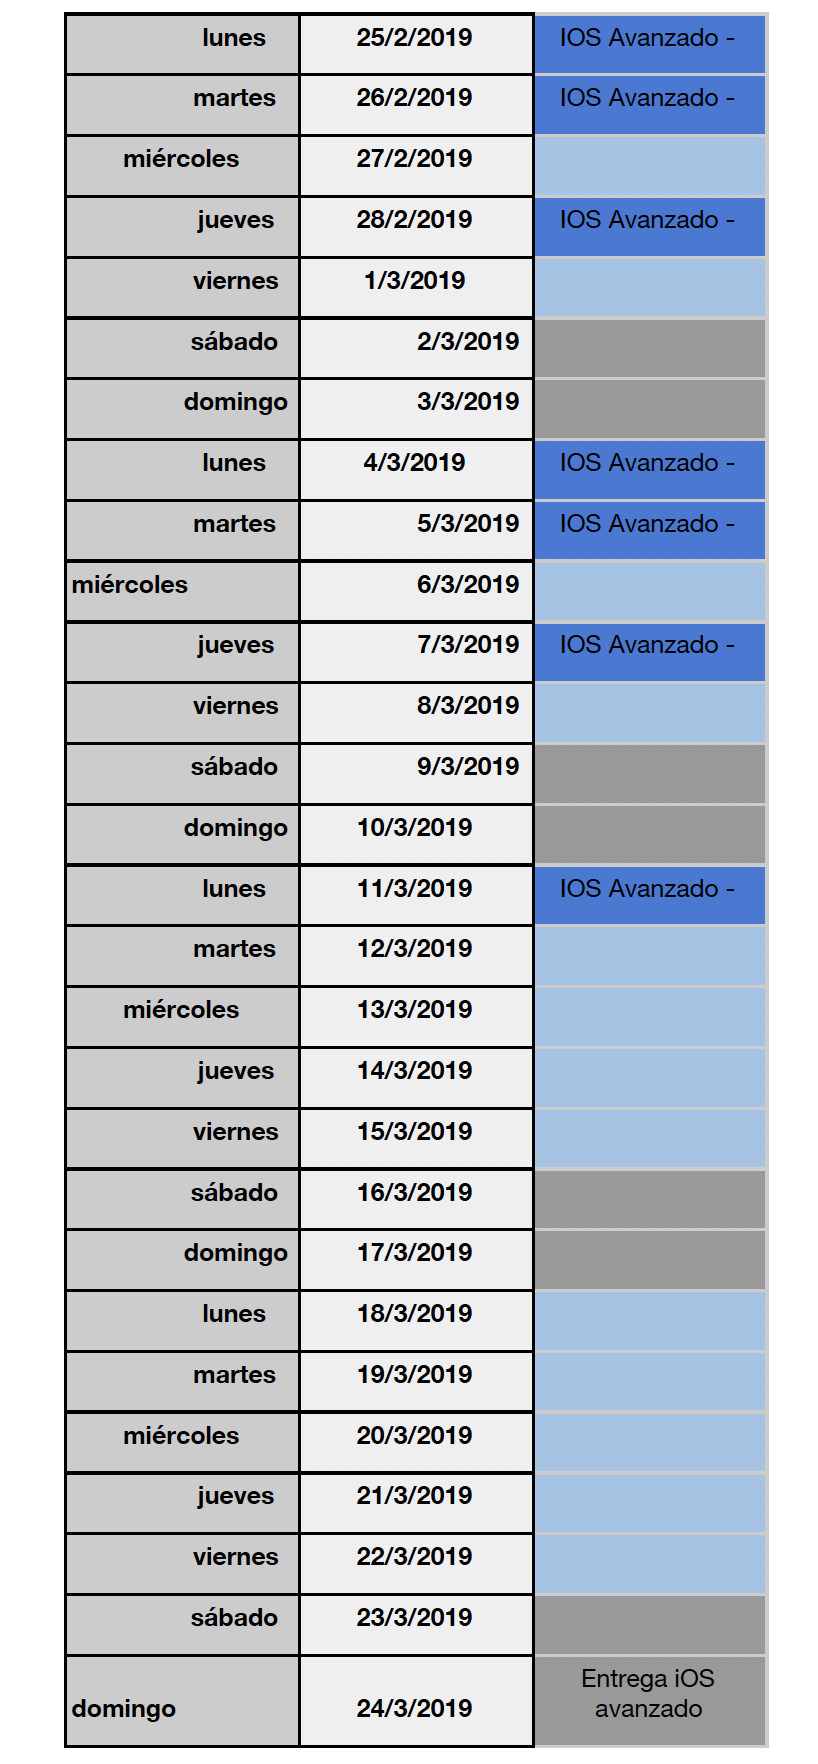 lunes 25/2/2019 IOS Avanzado -
martes 26/2/2019 IOS Avanzado -
miércoles 27/2/2019
jueves 28/2/2019 IOS Avanzado -
viernes 1/3/2019
sábado 2/3/2019
domingo 3/3/2019
lunes 4/3/2019 IOS Avanzado -
martes 5/3/2019 IOS Avanzado -
miércoles 6/3/2019
jueves 7/3/2019 IOS Avanzado -
viernes 8/3/2019
sábado 9/3/2019
domingo 10/3/2019
lunes 11/3/2019 IOS Avanzado -
martes 12/3/2019
miércoles 13/3/2019
jueves 14/3/2019
viernes 15/3/2019
sábado 16/3/2019
domingo 17/3/2019
lunes 18/3/2019
martes 19/3/2019
miércoles 20/3/2019
jueves 21/3/2019
viernes 22/3/2019
sábado 23/3/2019
Entrega iOS
domingo 24/3/2019 avanzado